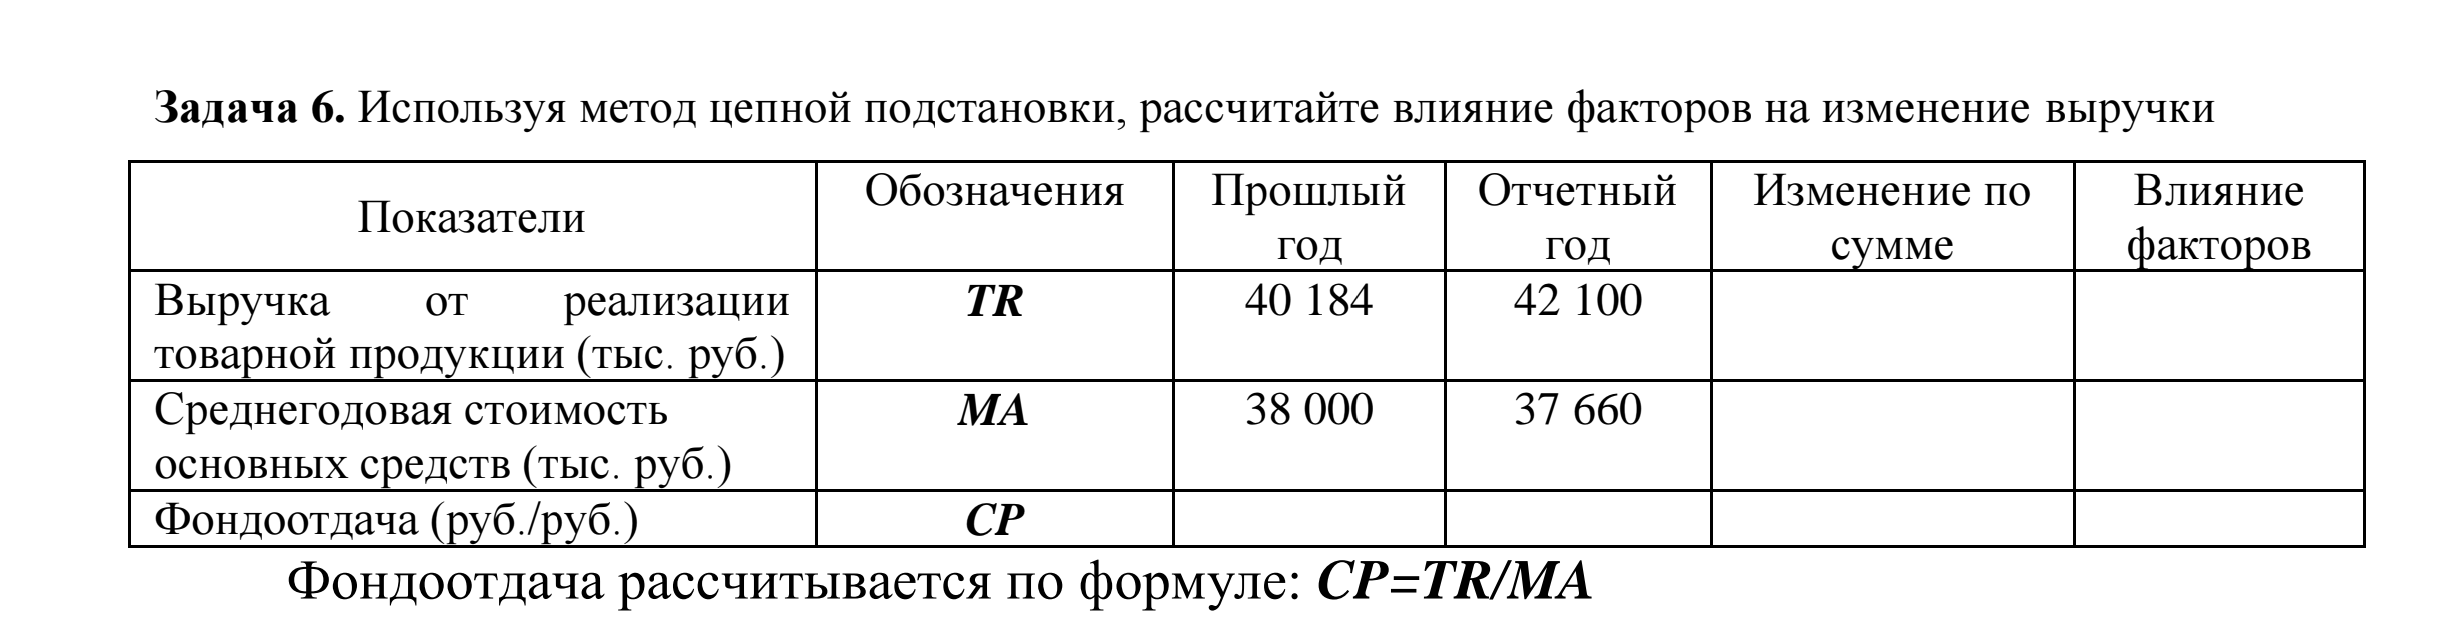 Задача 6. Используя метод цепной подстановки, рассчитайте влияние факторов на изменение выручки
Показатели Обозначения Прошлый год Отчетный год Изменение по сумме Влияние факторов
Выручка от реализации товарной продукции (тыс. руб.) TR 40 184 42 100
Среднегодовая стоимость основных средств (тыс. руб.) MA 38 000 37 660
Фондоотдача (руб./руб.) CP
Фондоотдача рассчитывается по формуле: CP=TR/MA